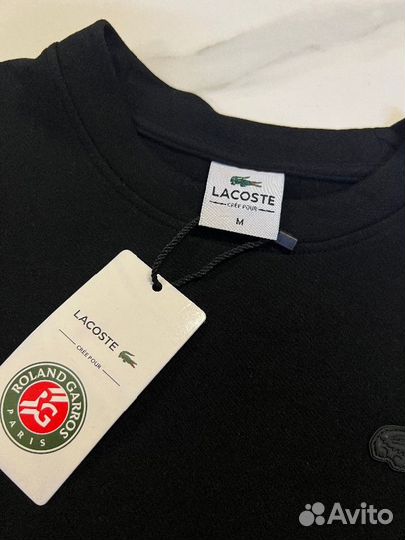 LACOSTE
CRÉE POUR
M
LACOSTE
CRÉE POUR
ROLAND GARROS
PARIS
RG
Avito